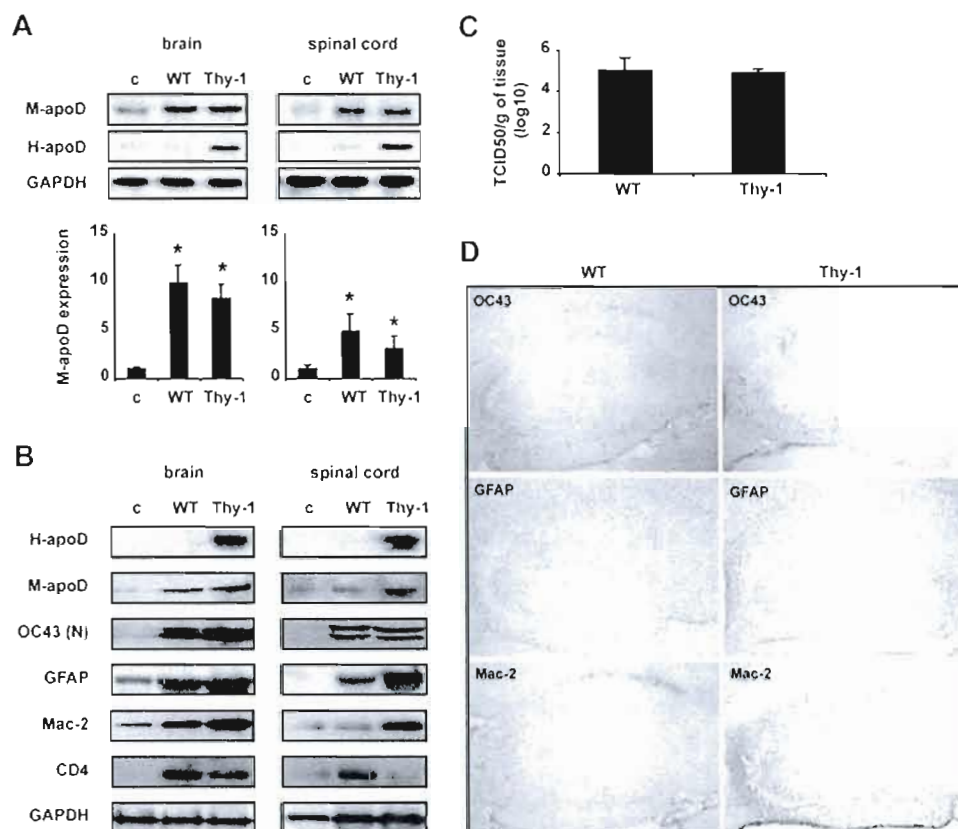 A
brain
spinal cord
c WT Thy-1
c WT Thy-1
M-apoD
H-apoD
GAPDH
M-apoD expression
15
10
5
0
* *
c WT Thy-1
15
10
5
0
* *
c WT Thy-1
B
brain
spinal cord
c WT Thy-1
c WT Thy-1
H-apoD
M-apoD
OC43 (N)
GFAP
Mac-2
CD4
GAPDH
C
TCID50/g of tissue
(log10)
6
4
2
0
WT Thy-1
D
WT Thy-1
OC43 OC43
GFAP GFAP
Mac-2 Mac-2